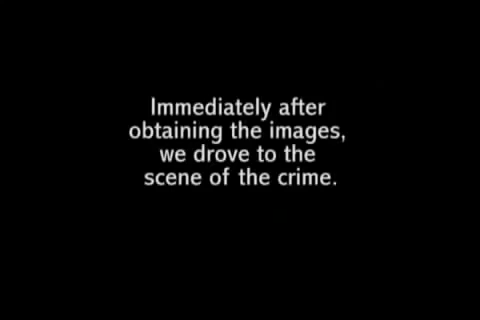 Immediately after
obtaining the images,
we drove to the
scene of the crime.